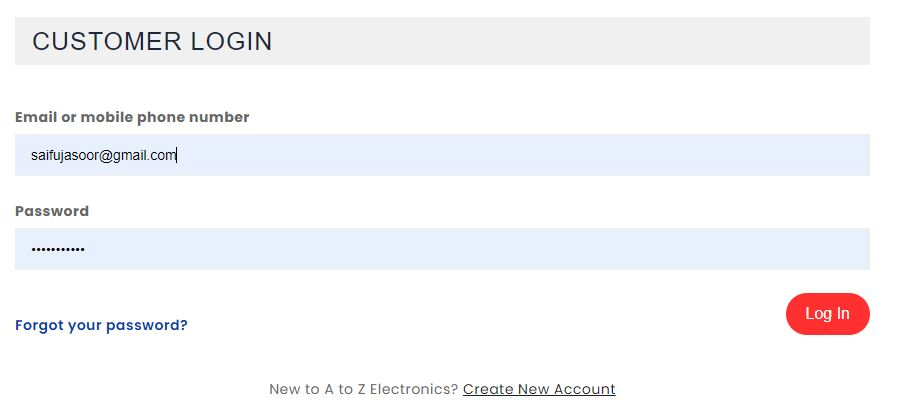 CUSTOMER LOGIN
Email or mobile phone number
saifujasoor@gmail.com
Password
•••••••••••
Forgot your password?
Log In
New to A to Z Electronics? Create New Account